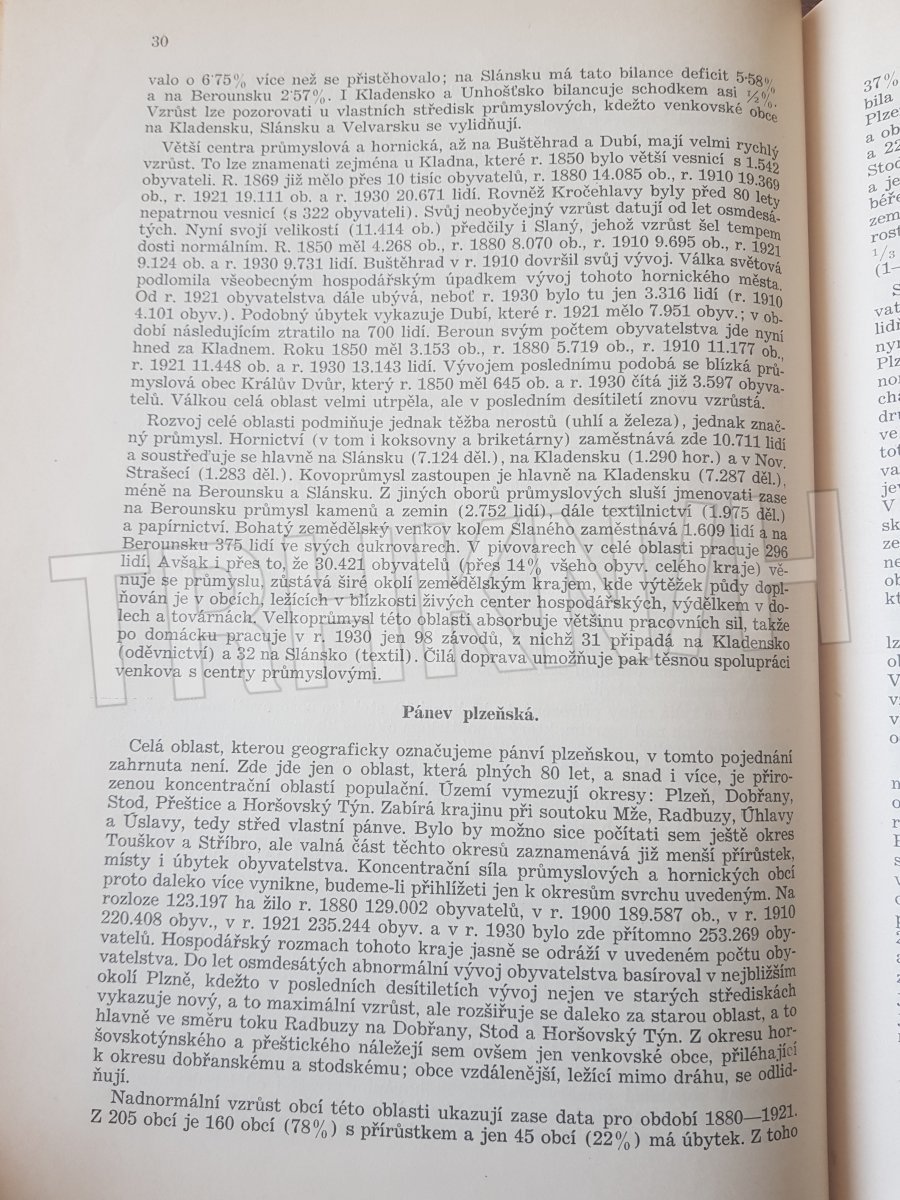 30
valo o 6·75% více než se přistěhovalo; na Slánsku má tato bilance deficit 5·58%
a na Berounsku 2·57%. I Kladensko a Unhošťsko bilancuje schodkem asi ½%.
Vzrůst lze pozorovati u vlastních středisk průmyslových, kdežto venkovské obce
na Kladensku, Slánsku a Velvarsku se vylidňují.
Větší centra průmyslová a hornická, až na Buštěhrad a Dubí, mají velmi rychlý
vzrůst. To lze znamenati zejména u Kladna, které r. 1850 bylo větší vesnicí s 1.542
obyvateli. R. 1869 již mělo přes 10 tisíc obyvatelů, r. 1880 14.085 ob., r. 1910 19.369
ob., r. 1921 19.111 ob. a r. 1930 20.671 lidí. Rovněž Kročehlavy byly před 80 lety
nepatrnou vesnicí (s 322 obyvateli). Svůj neobyčejný vzrůst datují od let osmdesá-
tých. Nyní svojí velikostí (11.414 ob.) předčily i Slaný, jehož vzrůst šel tempem
dosti normálním. R. 1850 měl 4.268 ob., r. 1880 8.070 ob., r. 1910 9.695 ob., r. 1921
9.124 ob. a r. 1930 9.731 lidí. Buštěhrad v r. 1910 dovršil svůj vývoj. Válka světová
podlomila všeobecným hospodářským úpadkem vývoj tohoto hornického města.
Od r. 1921 obyvatelstva dále ubývá, neboť r. 1930 bylo tu jen 3.316 lidí (r. 1910
4.101 obyv.). Podobný úbytek vykazuje Dubí, které r. 1921 mělo 7.951 obyv.; v ob-
dobí následujícím ztratilo na 700 lidí. Beroun svým počtem obyvatelstva jde nyní
hned za Kladnem. Roku 1850 měl 3.153 ob., r. 1880 5.719 ob., r. 1910 11.177 ob.,
r. 1921 11.448 ob. a r. 1930 13.143 lidí. Vývojem poslednímu podobá se blízká prů-
myslová obec Králův Dvůr, který r. 1850 měl 645 ob. a r. 1930 čítá již 3.597 obyva-
telů. Válkou celá oblast velmi utrpěla, ale v posledním desítiletí znovu vzrůstá.
Rozvoj celé oblasti podmiňuje jednak těžba nerostů (uhlí a železa), jednak znač-
ný průmysl. Hornictví (v tom i koksovny a briketárny) zaměstnává zde 10.711 lidí
a soustřeďuje se hlavně na Slánsku (7.124 děl.), na Kladensku (1.290 hor.) a v Nov.
Strašecí (1.283 děl.). Kovoprůmysl zastoupen je hlavně na Kladensku (7.287 děl.),
méně na Berounsku a Slánsku. Z jiných oborů průmyslových sluší jmenovati zase
na Berounsku průmysl kamenů a zemin (2.752 lidí), dále textilnictví (1.975 děl.)
a papírnictví. Bohatý zemědělský venkov kolem Slaného zaměstnává 1.609 lidí a na
Berounsku 375 lidí ve svých cukrovarech. V pivovarech v celé oblasti pracuje 296
lidí. Avšak i přes to, že 30.421 obyvatelů (přes 14% všeho obyv. celého kraje) vě-
nuje se průmyslu, zůstává širé okolí zemědělským krajem, kde výtěžek půdy dopl-
ňován je v obcích, ležících v blízkosti živých center hospodářských, výdělkem v do-
lech a továrnách. Velkoprůmysl této oblasti absorbuje většinu pracovních sil, takže
po domácku pracuje v r. 1930 jen 98 závodů, z nichž 31 připadá na Kladensko
(oděvnictví) a 32 na Slánsko (textil). Čilá doprava umožňuje pak těsnou spolupráci
venkova s centry průmyslovými.
Pánev plzeňská.
Celá oblast, kterou geograficky označujeme pánví plzeňskou, v tomto pojednání
zahrnuta není. Zde jde jen o oblast, která plných 80 let, a snad i více, je přiro-
zenou koncentrační oblastí populační. Území vymezují okresy: Plzeň, Dobřany,
Stod, Přeštice a Horšovský Týn. Zabírá krajinu při soutoku Mže, Radbuzy, Úhlavy
a Úslavy, tedy střed vlastní pánve. Bylo by možno sice počítati sem ještě okres
Touškov a Stříbro, ale valná část těchto okresů zaznamenává již menší přírůstek,
místy i úbytek obyvatelstva. Koncentrační síla průmyslových a hornických obcí
proto daleko více vynikne, budeme-li přihlížeti jen k okresům svrchu uvedeným. Na
rozloze 123.197 ha žilo r. 1880 129.002 obyvatelů, v r. 1900 189.587 ob., v r. 1910
220.408 obyv., v r. 1921 235.244 obyv. a v r. 1930 bylo zde přítomno 253.269 oby-
vatelů. Hospodářský rozmach tohoto kraje jasně se odráží v uvedeném počtu oby-
vatelstva. Do let osmdesátých abnormální vývoj obyvatelstva basíroval v nejbližším
okolí Plzně, kdežto v posledních desítiletích vývoj nejen ve starých střediskách
vykazuje nový, a to maximální vzrůst, ale rozšiřuje se daleko za starou oblast, a to
hlavně ve směru toku Radbuzy na Dobřany, Stod a Horšovský Týn. Z okresu hor-
šovskotýnského a přeštického náležejí sem ovšem jen venkovské obce, přiléhající
k okresu dobřanskému a stodskému; obce vzdálenější, ležící mimo dráhu, se odlid-
ňují.
Nadnormální vzrůst obcí této oblasti ukazují zase data pro období 1880—1921.
Z 205 obcí je 160 obcí (78%) s přírůstkem a jen 45 obcí (22%) má úbytek. Z toho